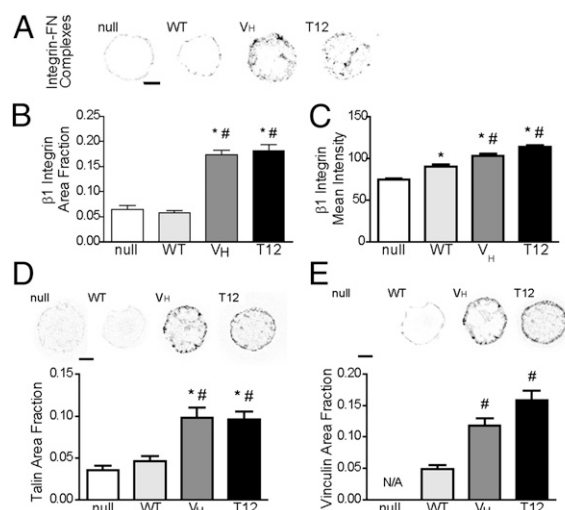 A
Integrin-FN
Complexes
null WT VH T12
B
β1 Integrin
Area Fraction
0.20
0.15
0.10
0.05
0.00
* # * #
null WT VH T12
C
β1 Integrin
Mean Intensity
150
100
50
0
* * # * #
null WT VH T12
D
null WT VH T12
Talin Area Fraction
0.15
0.10
0.05
0.00
* # * #
null WT VH T12
E
null WT VH T12
Vinculin Area Fraction
0.20
0.15
0.10
0.05
0.00
N/A # #
null WT VH T12